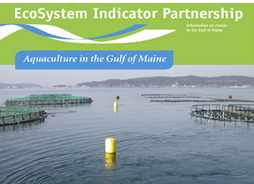 EcoSystem Indicator Partnership
Information on change
in the Gulf of Maine
Aquaculture in the Gulf of Maine